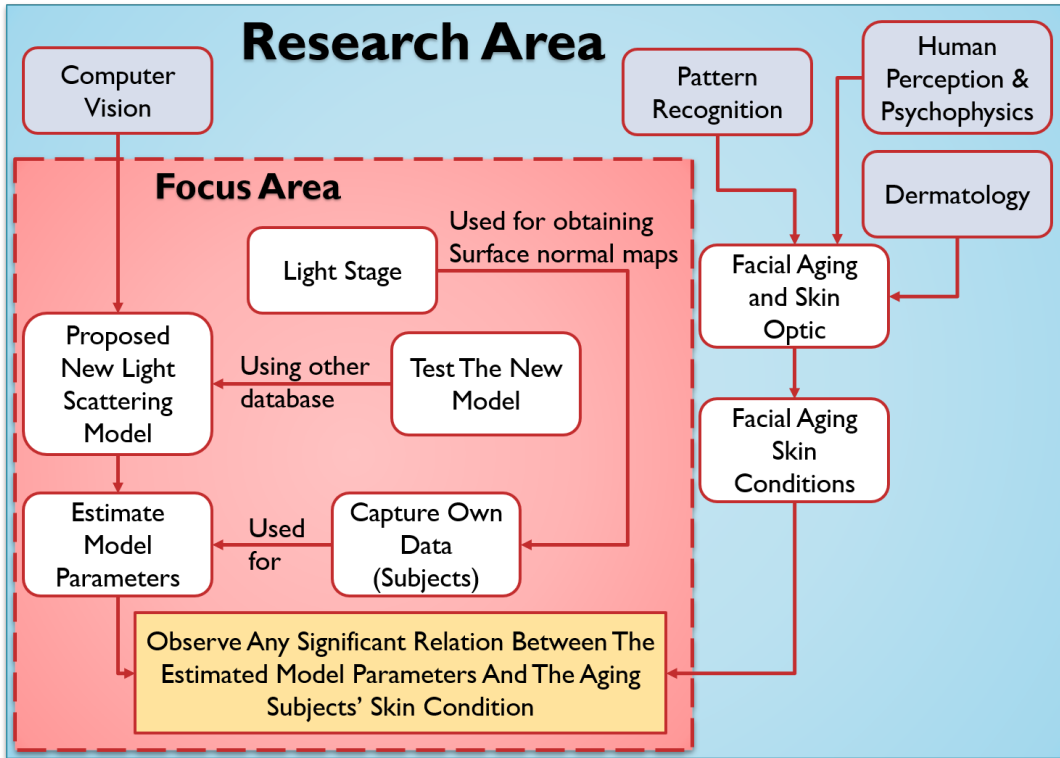 Research Area
Computer
Vision
Pattern
Recognition
Human
Perception &
Psychophysics
Dermatology
Focus Area
Used for obtaining
Surface normal maps
Light Stage
Facial Aging
and Skin
Optic
Proposed
New Light
Scattering
Model
Using other
database
Test The New
Model
Facial Aging
Skin
Conditions
Estimate
Model
Parameters
Used
for
Capture Own
Data
(Subjects)
Observe Any Significant Relation Between The
Estimated Model Parameters And The Aging
Subjects’ Skin Condition